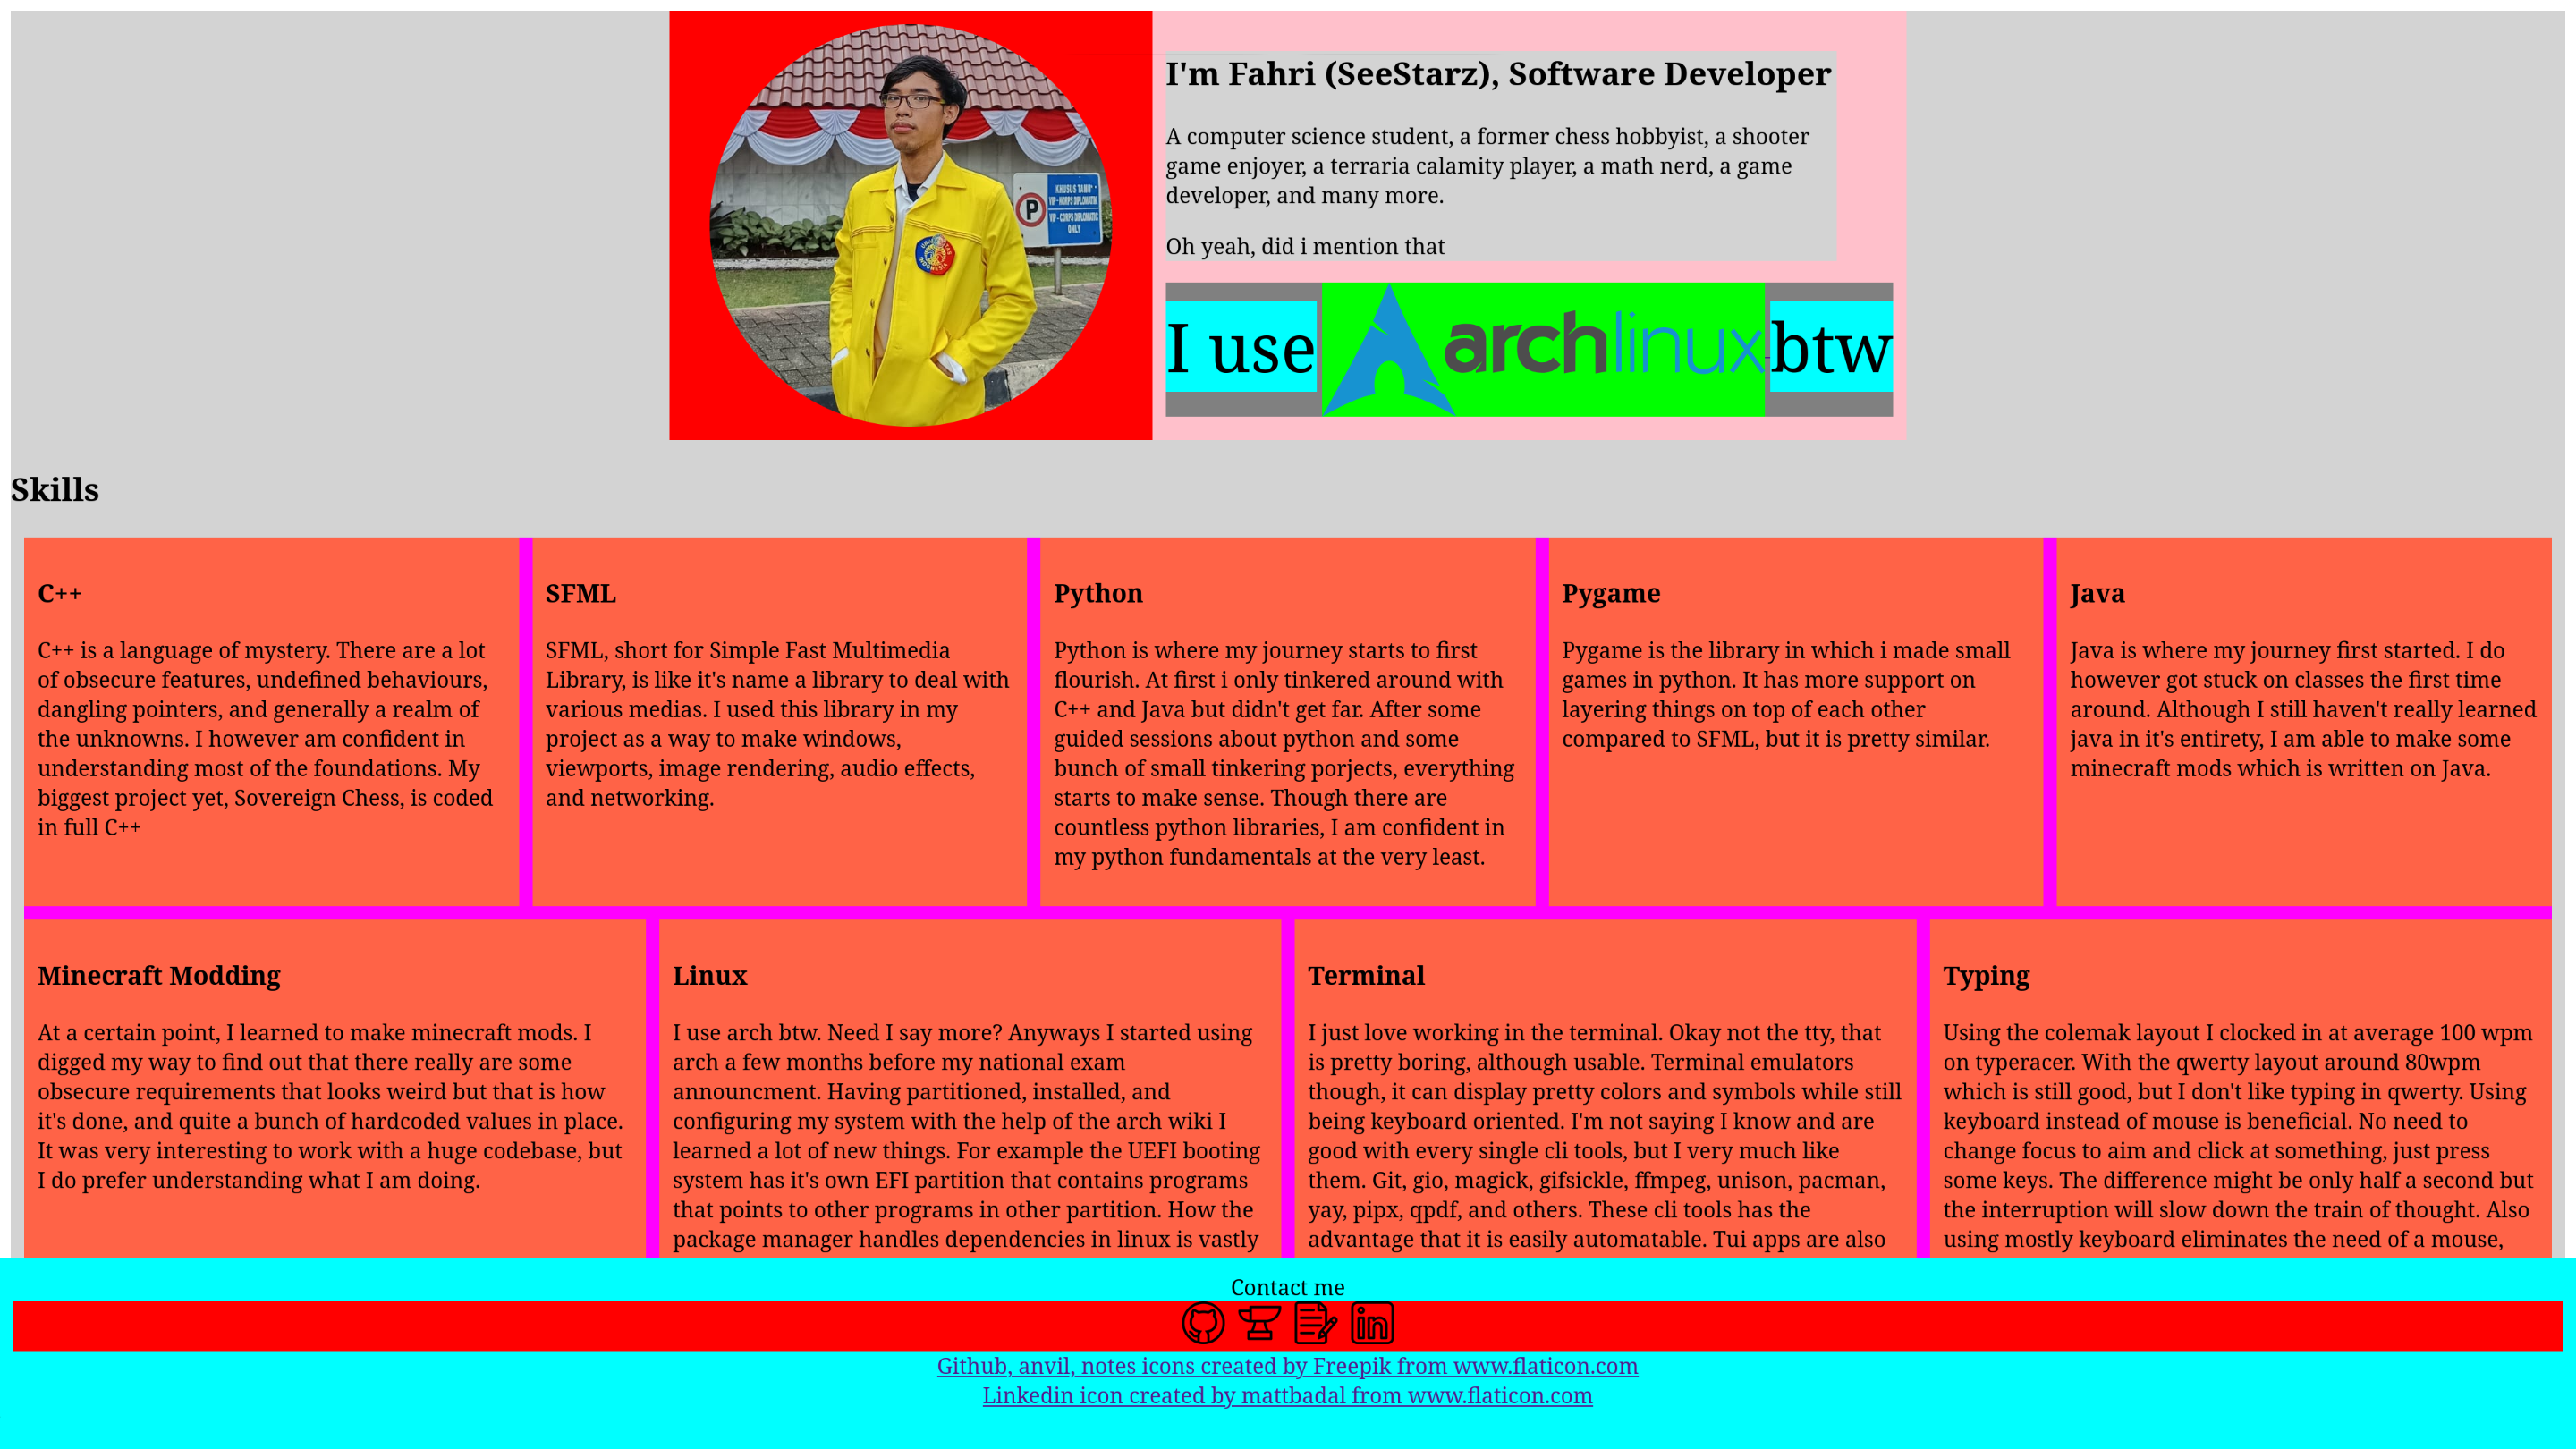 I'm Fahri (SeeStarz), Software Developer
A computer science student, a former chess hobbyist, a shooter
game enjoyer, a terraria calamity player, a math nerd, a game
developer, and many more.
Oh yeah, did i mention that
I use archlinux btw
KHUSUS TAMU
VIP - KORPS DIPLOMATIK
VIP - CORPS DIPLOMATIC
ONLY
P
UNIVERSITAS INDONESIA
Skills
C++
C++ is a language of mystery. There are a lot
of obsecure features, undefined behaviours,
dangling pointers, and generally a realm of
the unknowns. I however am confident in
understanding most of the foundations. My
biggest project yet, Sovereign Chess, is coded
in full C++
SFML
SFML, short for Simple Fast Multimedia
Library, is like it's name a library to deal with
various medias. I used this library in my
project as a way to make windows,
viewports, image rendering, audio effects,
and networking.
Python
Python is where my journey starts to first
flourish. At first i only tinkered around with
C++ and Java but didn't get far. After some
guided sessions about python and some
bunch of small tinkering porjects, everything
starts to make sense. Though there are
countless python libraries, I am confident in
my python fundamentals at the very least.
Pygame
Pygame is the library in which i made small
games in python. It has more support on
layering things on top of each other
compared to SFML, but it is pretty similar.
Java
Java is where my journey first started. I do
however got stuck on classes the first time
around. Although I still haven't really learned
java in it's entirety, I am able to make some
minecraft mods which is written on Java.
Minecraft Modding
At a certain point, I learned to make minecraft mods. I
digged my way to find out that there really are some
obsecure requirements that looks weird but that is how
it's done, and quite a bunch of hardcoded values in place.
It was very interesting to work with a huge codebase, but
I do prefer understanding what I am doing.
Linux
I use arch btw. Need I say more? Anyways I started using
arch a few months before my national exam
announcment. Having partitioned, installed, and
configuring my system with the help of the arch wiki I
learned a lot of new things. For example the UEFI booting
system has it's own EFI partition that contains programs
that points to other programs in other partition. How the
package manager handles dependencies in linux is vastly
Terminal
I just love working in the terminal. Okay not the tty, that
is pretty boring, although usable. Terminal emulators
though, it can display pretty colors and symbols while still
being keyboard oriented. I'm not saying I know and are
good with every single cli tools, but I very much like
them. Git, gio, magick, gifsickle, ffmpeg, unison, pacman,
yay, pipx, qpdf, and others. These cli tools has the
advantage that it is easily automatable. Tui apps are also
Typing
Using the colemak layout I clocked in at average 100 wpm
on typeracer. With the qwerty layout around 80wpm
which is still good, but I don't like typing in qwerty. Using
keyboard instead of mouse is beneficial. No need to
change focus to aim and click at something, just press
some keys. The difference might be only half a second but
the interruption will slow down the train of thought. Also
using mostly keyboard eliminates the need of a mouse,
Contact me
in
Github, anvil, notes icons created by Freepik from www.flaticon.com
Linkedin icon created by mattbadal from www.flaticon.com